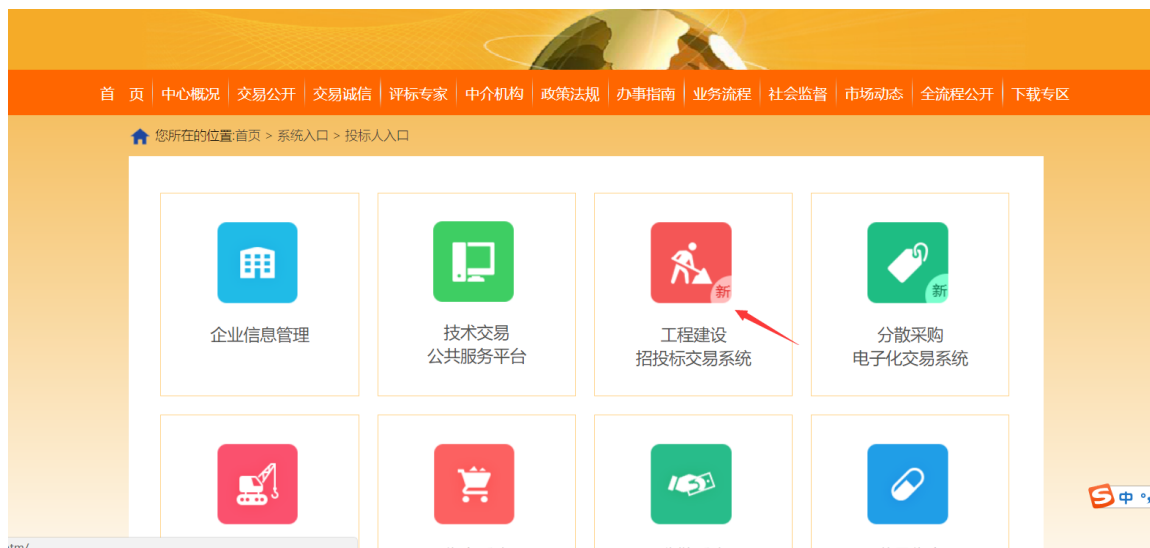 首 页 中心概况 交易公开 交易诚信 评标专家 中介机构 政策法规 办事指南 业务流程 社会监督 市场动态 全流程公开 下载专区
您所在的位置:首页 > 系统入口 > 投标人入口
新 新
企业信息管理 技术交易 工程建设 分散采购
公共服务平台 招投标交易系统 电子化交易系统
中